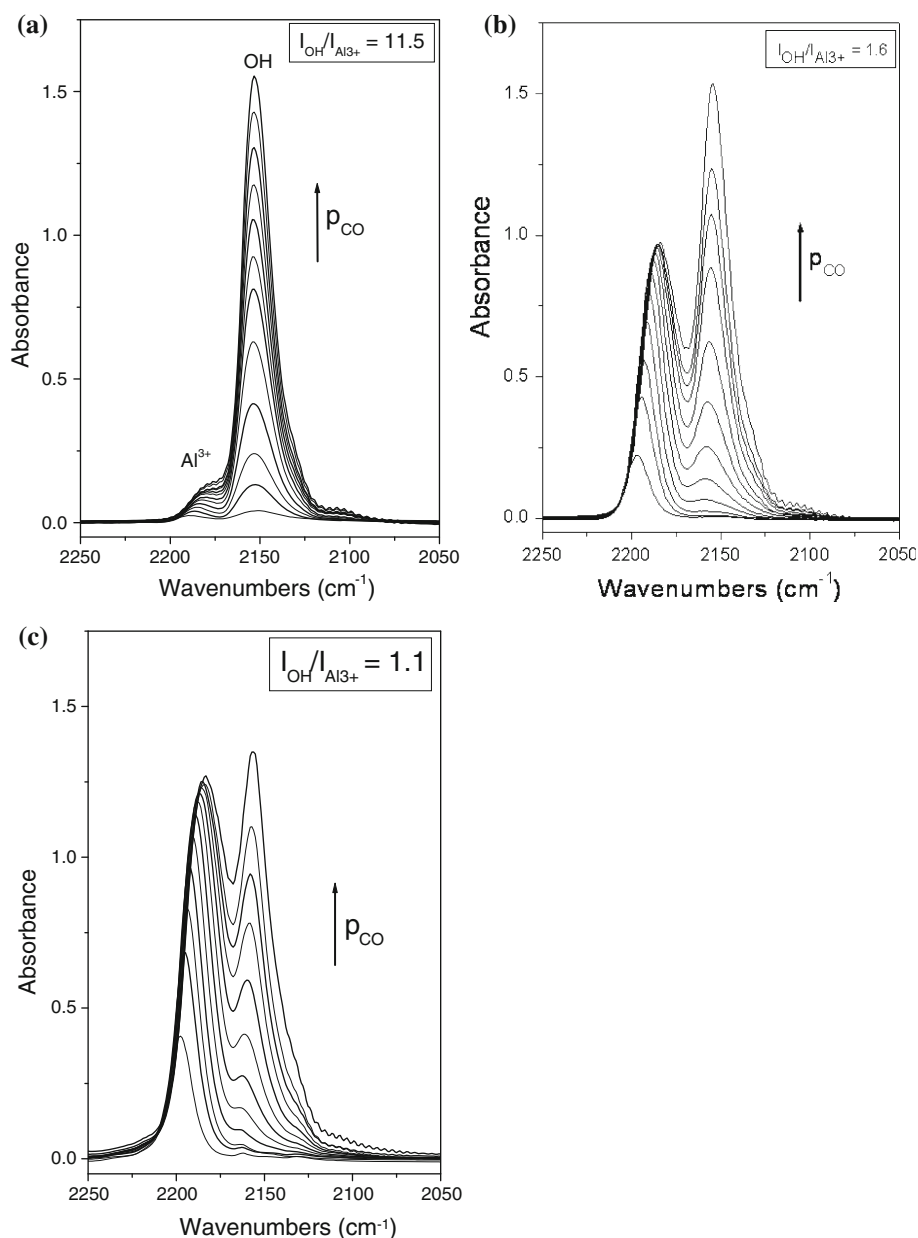 (a)
I_OH/I_Al3+ = 11.5
OH
1.5
p_CO
1.0
Absorbance
0.5
Al³⁺
0.0
2250 2200 2150 2100 2050
Wavenumbers (cm⁻¹)
(b)
I_OH/I_Al3+ = 1.6
1.5
1.0
p_CO
Absorbance
0.5
0.0
2250 2200 2150 2100 2050
Wavenumbers (cm⁻¹)
(c)
I_OH/I_Al3+ = 1.1
1.5
1.0
p_CO
Absorbance
0.5
0.0
2250 2200 2150 2100 2050
Wavenumbers (cm⁻¹)